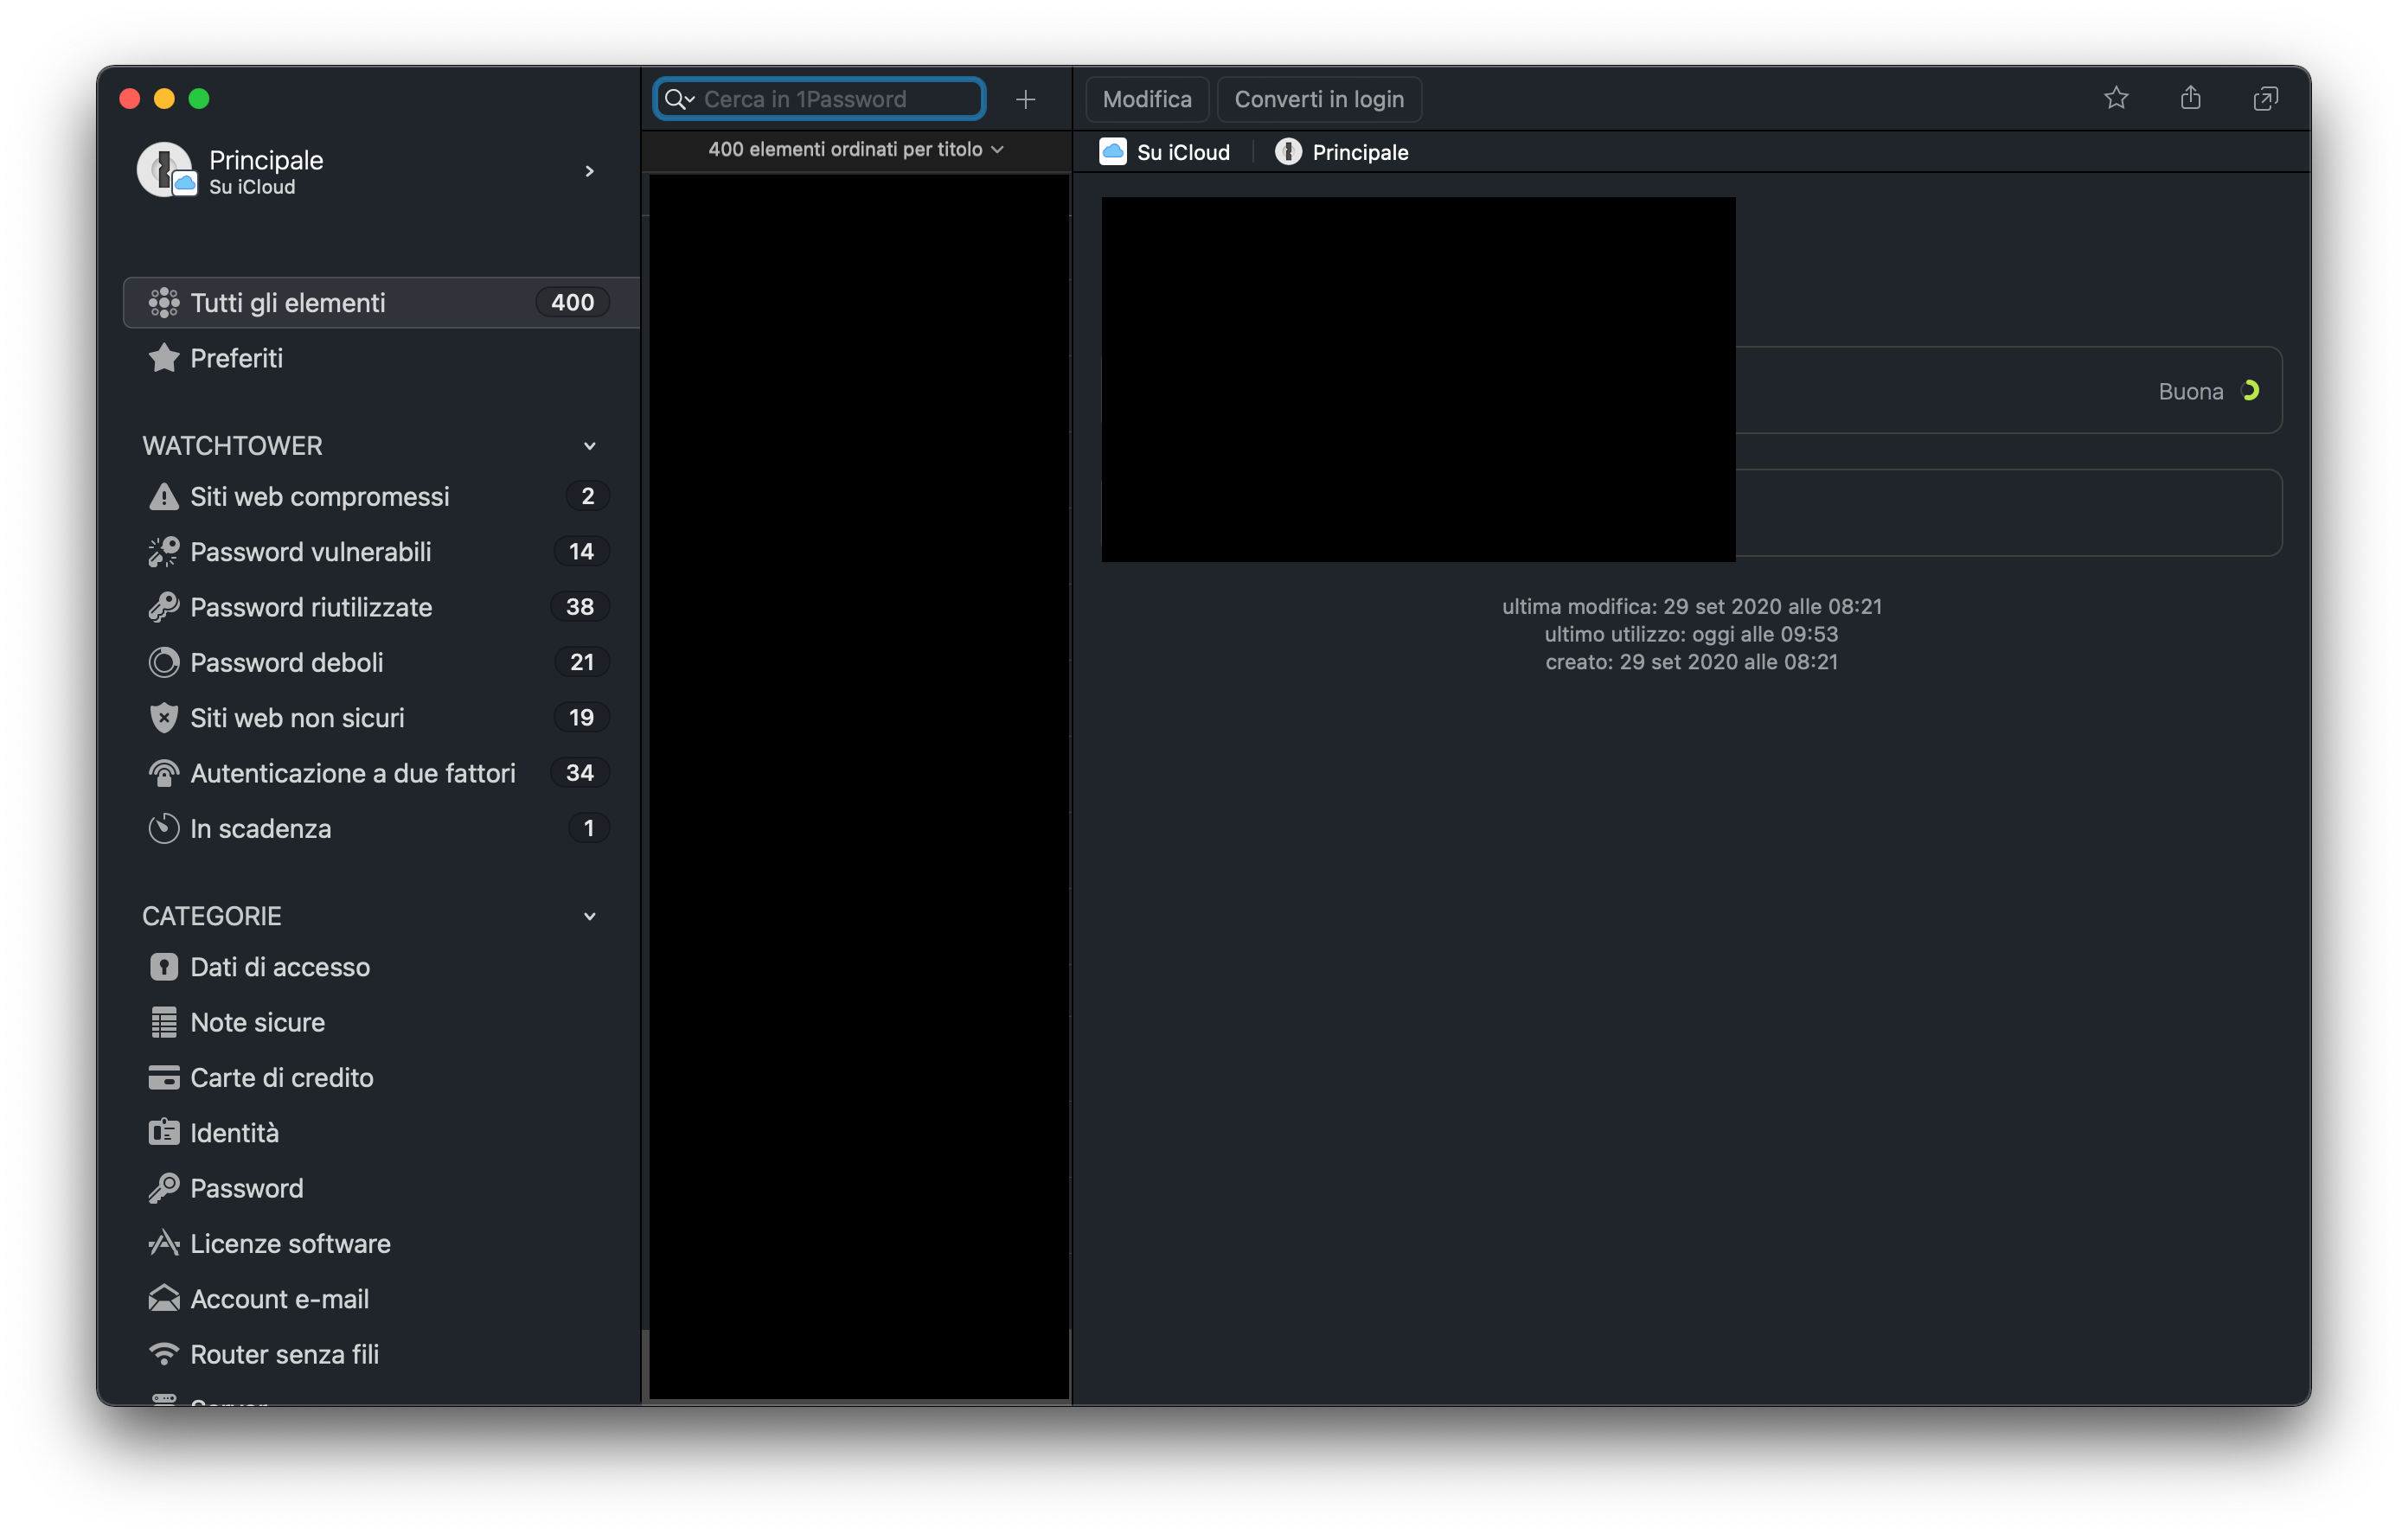 Principale
Su iCloud
Tutti gli elementi 400
Preferiti
WATCHTOWER
Siti web compromessi 2
Password vulnerabili 14
Password riutilizzate 38
Password deboli 21
Siti web non sicuri 19
Autenticazione a due fattori 34
In scadenza 1
CATEGORIE
Dati di accesso
Note sicure
Carte di credito
Identità
Password
Licenze software
Account e-mail
Router senza fili
Cerca in 1Password
400 elementi ordinati per titolo
Modifica Converti in login
Su iCloud Principale
Buona
ultima modifica: 29 set 2020 alle 08:21
ultimo utilizzo: oggi alle 09:53
creato: 29 set 2020 alle 08:21